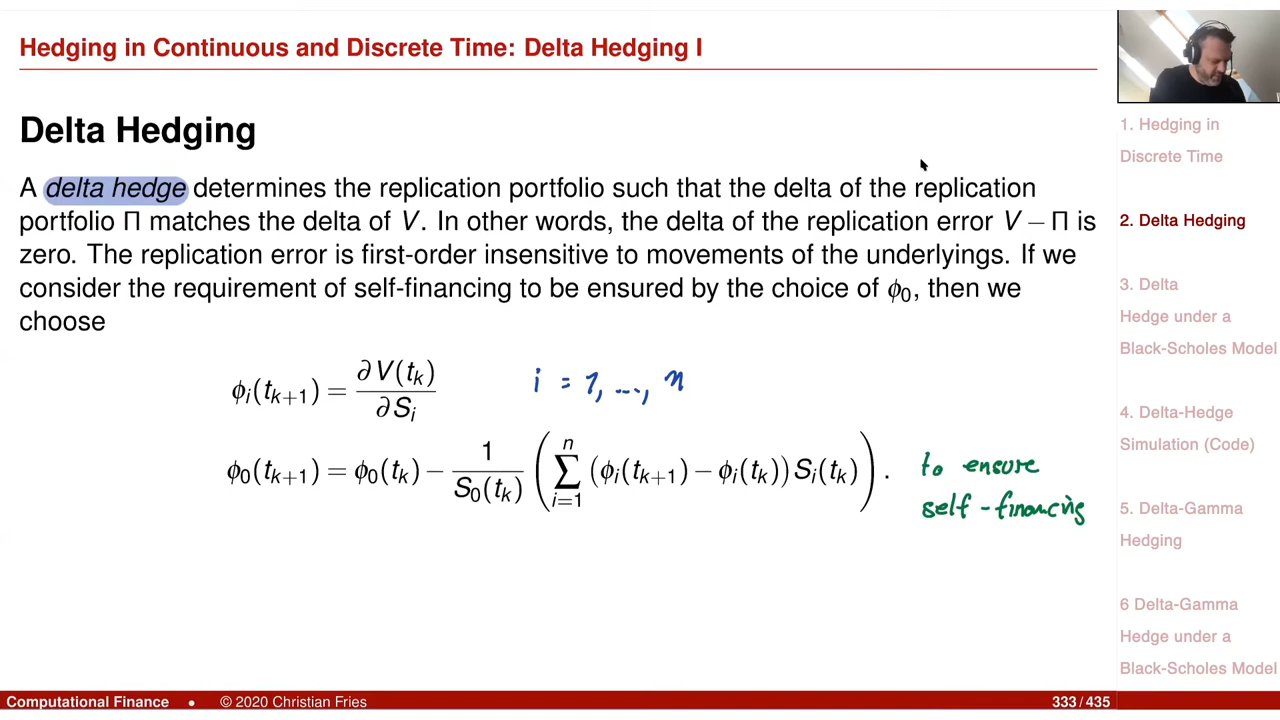 Hedging in Continuous and Discrete Time: Delta Hedging I
Delta Hedging
A delta hedge determines the replication portfolio such that the delta of the replication
portfolio Π matches the delta of V. In other words, the delta of the replication error V − Π is
zero. The replication error is first-order insensitive to movements of the underlyings. If we
consider the requirement of self-financing to be ensured by the choice of ϕ₀, then we
choose
ϕᵢ(tₖ₊₁) = ∂V(tₖ) / ∂Sᵢ   i = 1, ..., n
ϕ₀(tₖ₊₁) = ϕ₀(tₖ) − 1/S₀(tₖ) ( ∑ᵢ₌₁ⁿ (ϕᵢ(tₖ₊₁) − ϕᵢ(tₖ)) Sᵢ(tₖ) ) .
to ensure
self-financing
1. Hedging in
Discrete Time
2. Delta Hedging
3. Delta
Hedge under a
Black-Scholes Model
4. Delta-Hedge
Simulation (Code)
5. Delta-Gamma
Hedging
6 Delta-Gamma
Hedge under a
Black-Scholes Model
Computational Finance • © 2020 Christian Fries 333 / 435